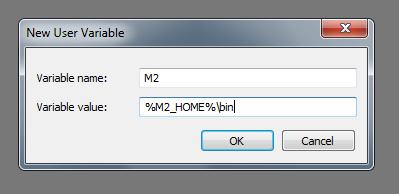 New User Variable
Variable name: M2
Variable value: %M2_HOME%\bin
OK Cancel